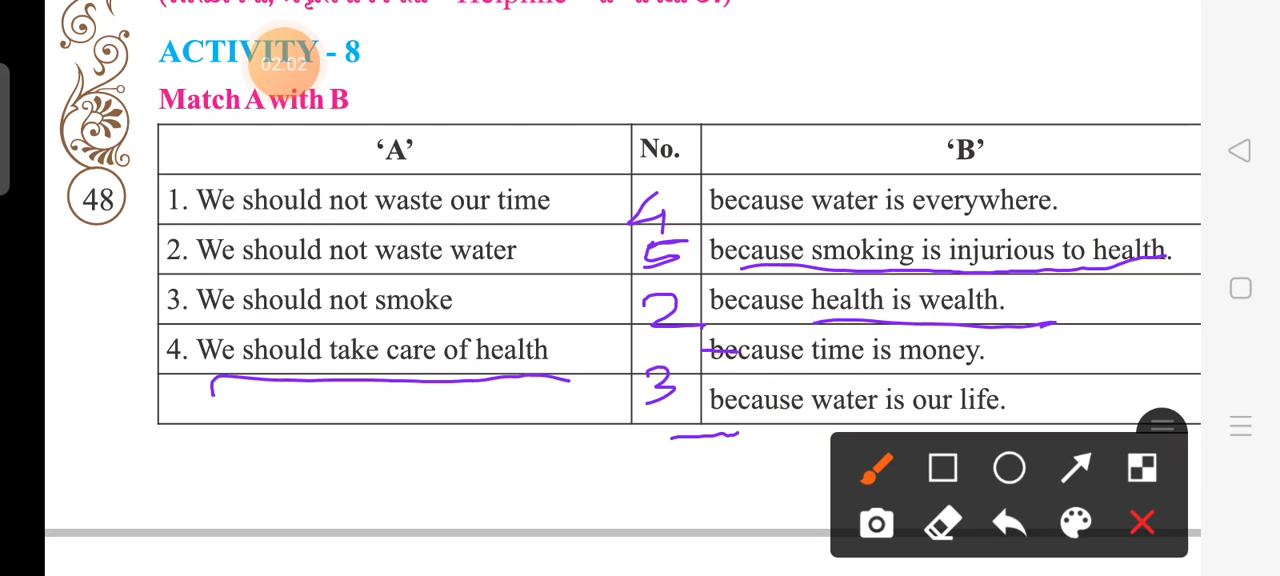 ACTIVITY - 8
02:02
Match A with B
‘A’ No. ‘B’
1. We should not waste our time 4 because water is everywhere.
48
2. We should not waste water 5 because smoking is injurious to health.
3. We should not smoke 2 because health is wealth.
4. We should take care of health because time is money.
3 because water is our life.